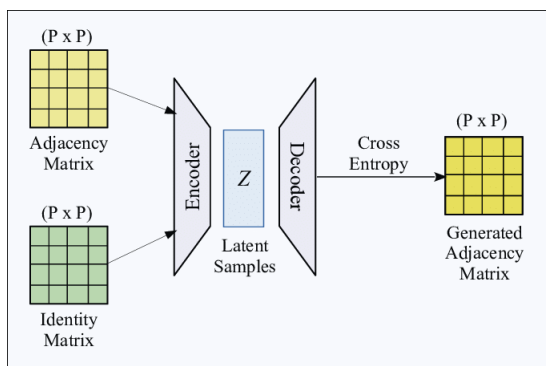 (P x P)
Adjacency
Matrix
(P x P)
Identity
Matrix
Encoder
Z
Latent
Samples
Decoder
Cross
Entropy
(P x P)
Generated
Adjacency
Matrix